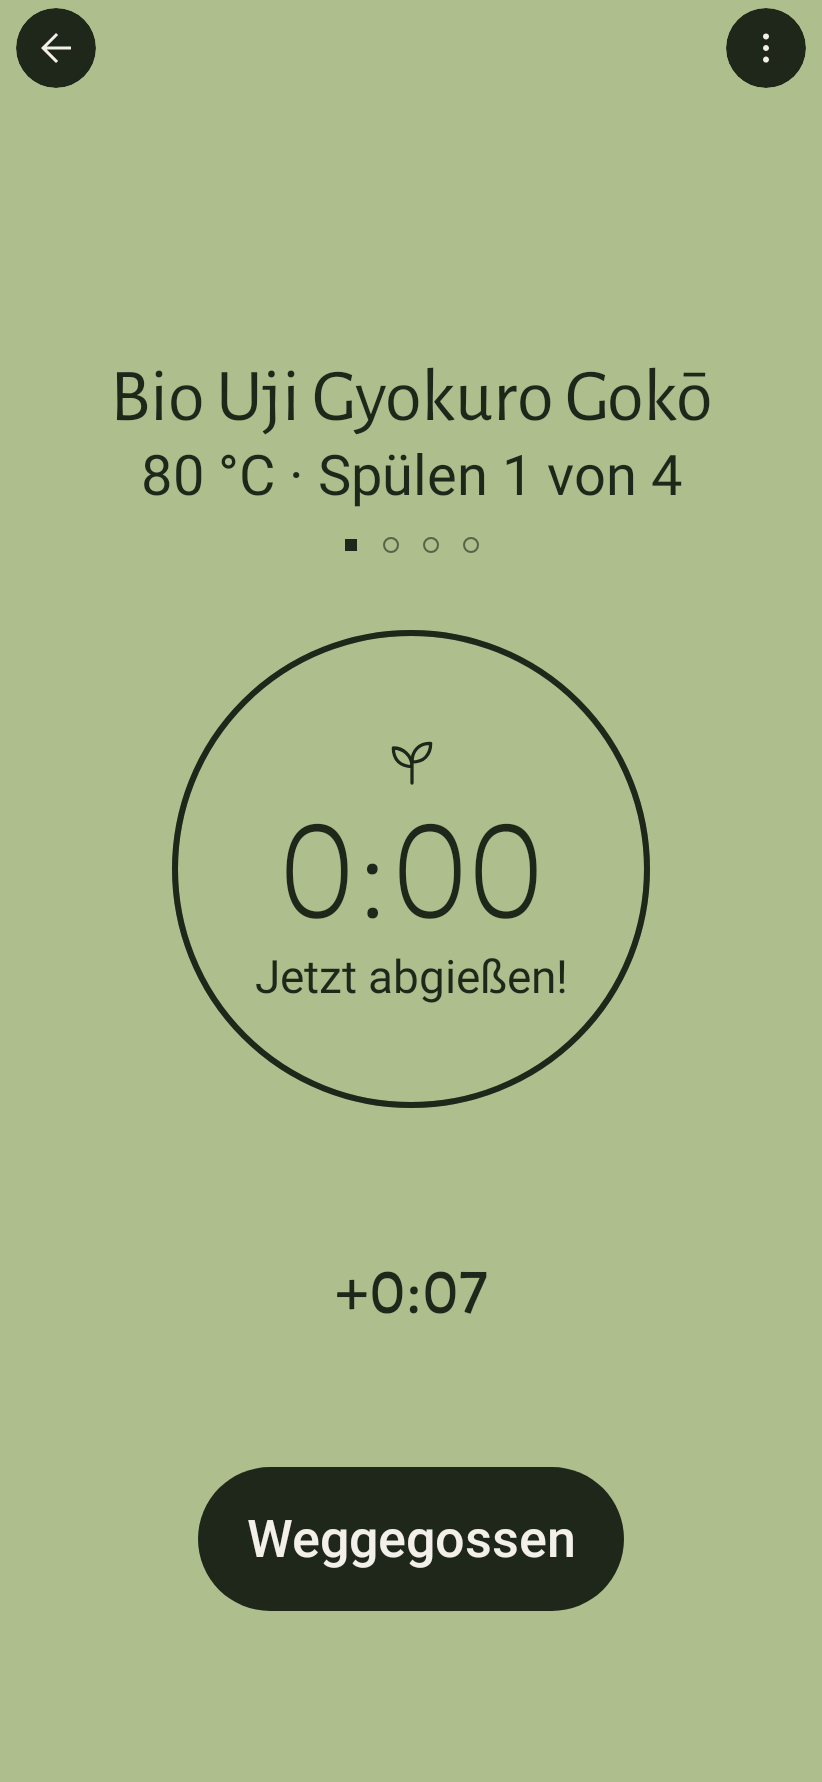 Bio Uji Gyokuro Gokō
80 °C · Spülen 1 von 4
0:00
Jetzt abgießen!
+0:07
Weggegossen